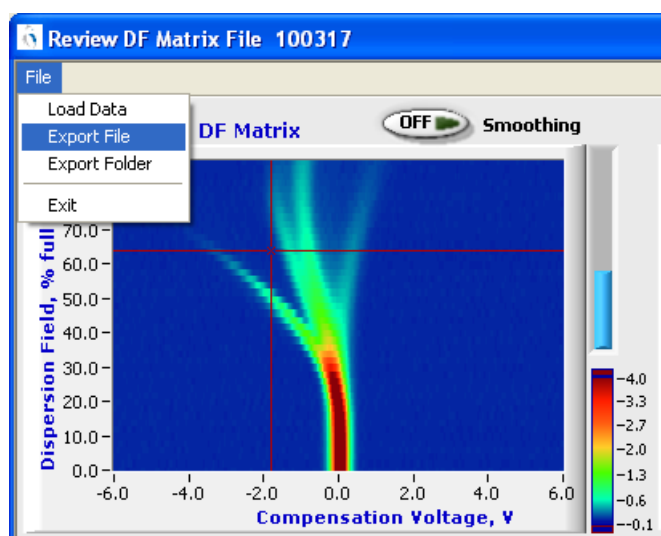 Review DF Matrix File 100317
File
Load Data
Export File
Export Folder
Exit
DF Matrix
OFF
Smoothing
Dispersion Field, % full
70.0
60.0
50.0
40.0
30.0
20.0
10.0
0.0
-6.0 -4.0 -2.0 0.0 2.0 4.0 6.0
Compensation Voltage, V
-4.0
-3.3
-2.7
-2.0
-1.3
-0.6
--0.1